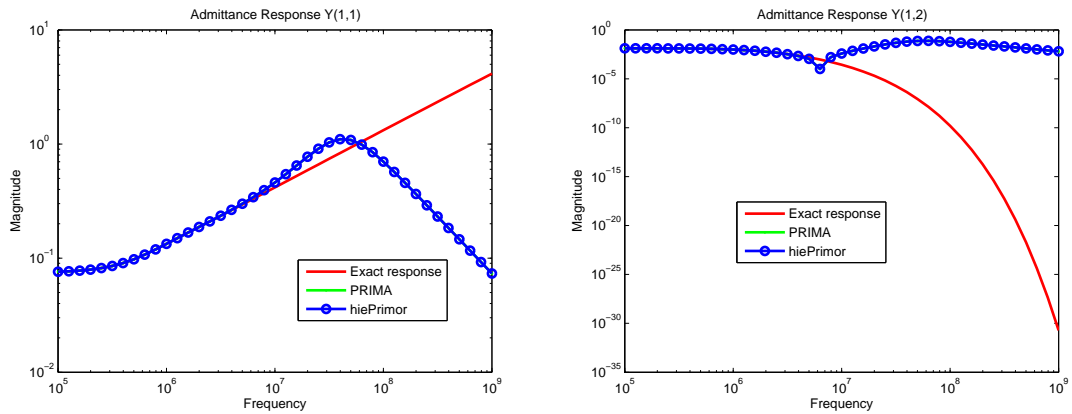 Admittance Response Y(1,1)
10^1
10^0
10^-1
10^-2
Magnitude
Exact response
PRIMA
hiePrimor
10^5 10^6 10^7 10^8 10^9
Frequency
Admittance Response Y(1,2)
10^0
10^-5
10^-10
10^-15
10^-20
10^-25
10^-30
10^-35
Magnitude
Exact response
PRIMA
hiePrimor
10^5 10^6 10^7 10^8 10^9
Frequency